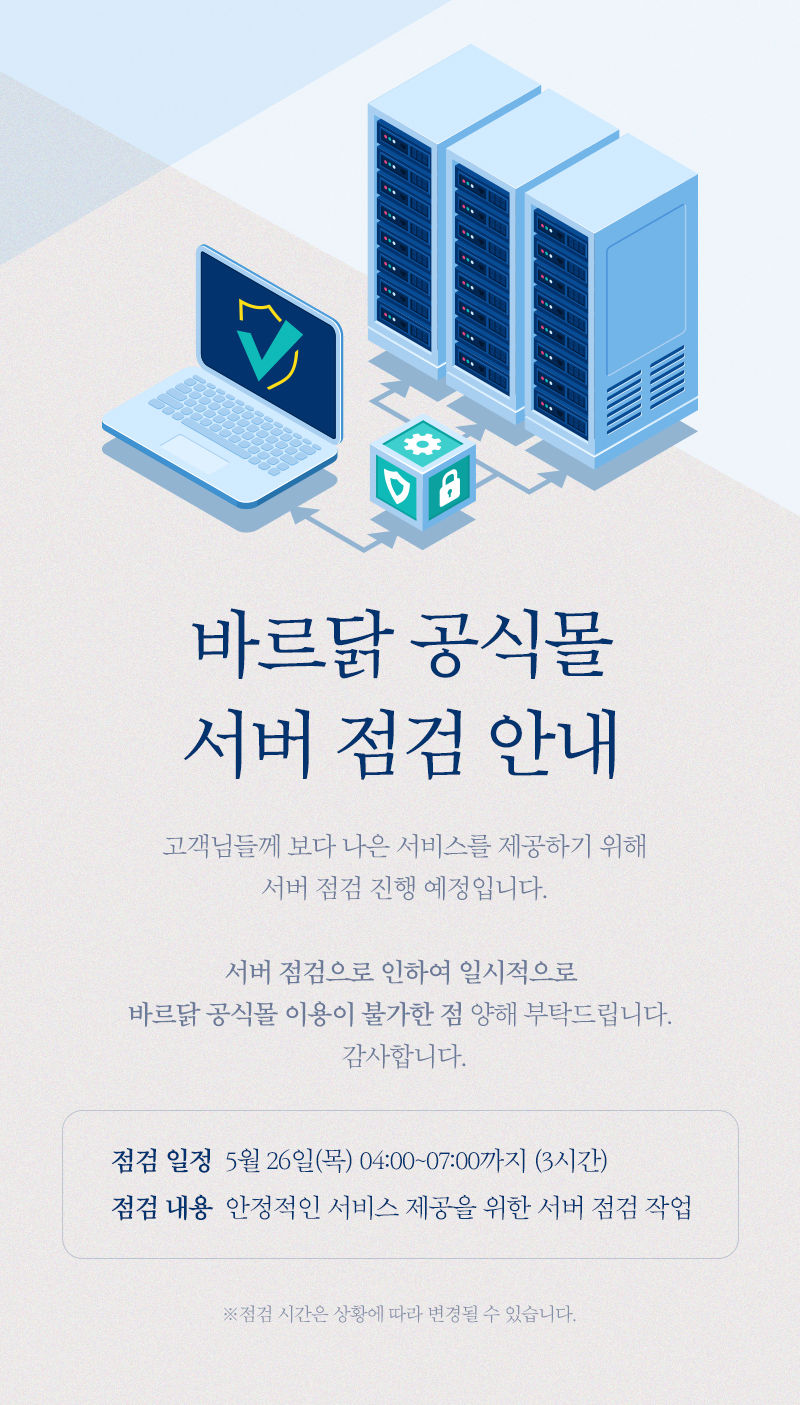 바르닭 공식몰
서버 점검 안내
고객님들께 보다 나은 서비스를 제공하기 위해
서버 점검 진행 예정입니다.
서버 점검으로 인하여 일시적으로
바르닭 공식몰 이용이 불가한 점 양해 부탁드립니다.
감사합니다.
점검 일정 5월 26일(목) 04:00~07:00까지 (3시간)
점검 내용 안정적인 서비스 제공을 위한 서버 점검 작업
※점검 시간은 상황에 따라 변경될 수 있습니다.